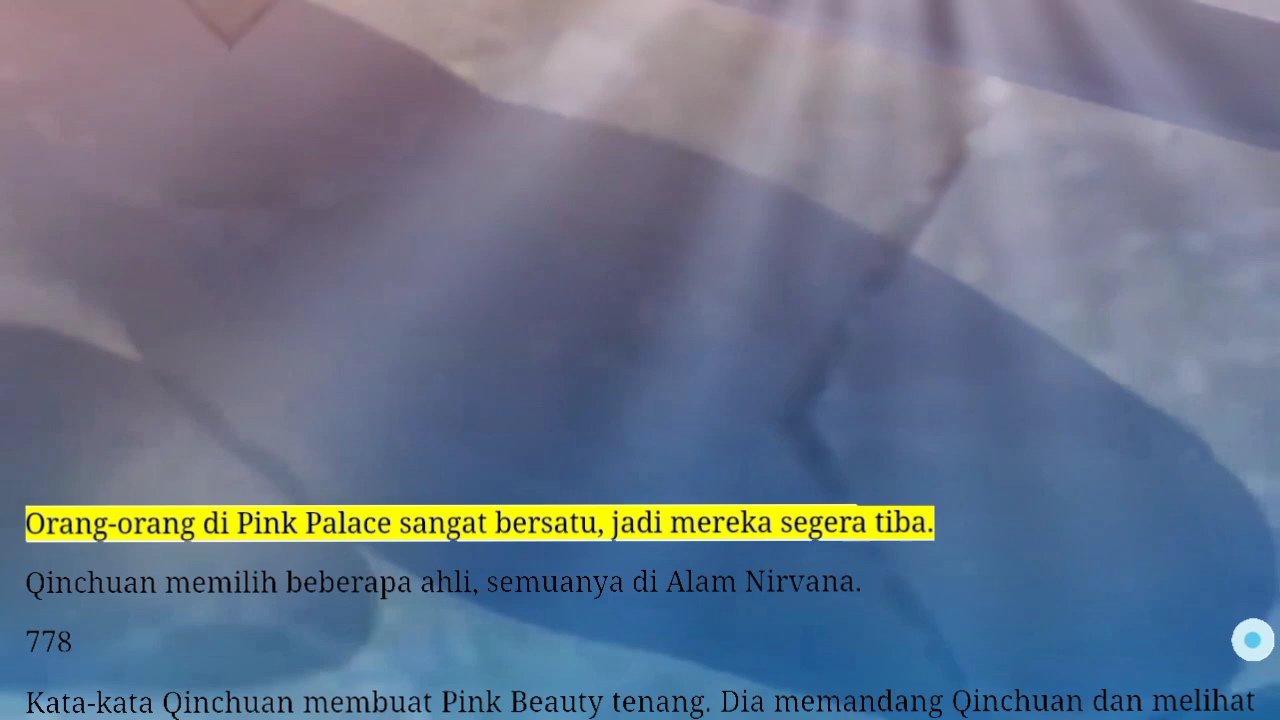 Orang-orang di Pink Palace sangat bersatu, jadi mereka segera tiba.
Qinchuan memilih beberapa ahli, semuanya di Alam Nirvana.
778
Kata-kata Qinchuan membuat Pink Beauty tenang. Dia memandang Qinchuan dan melihat